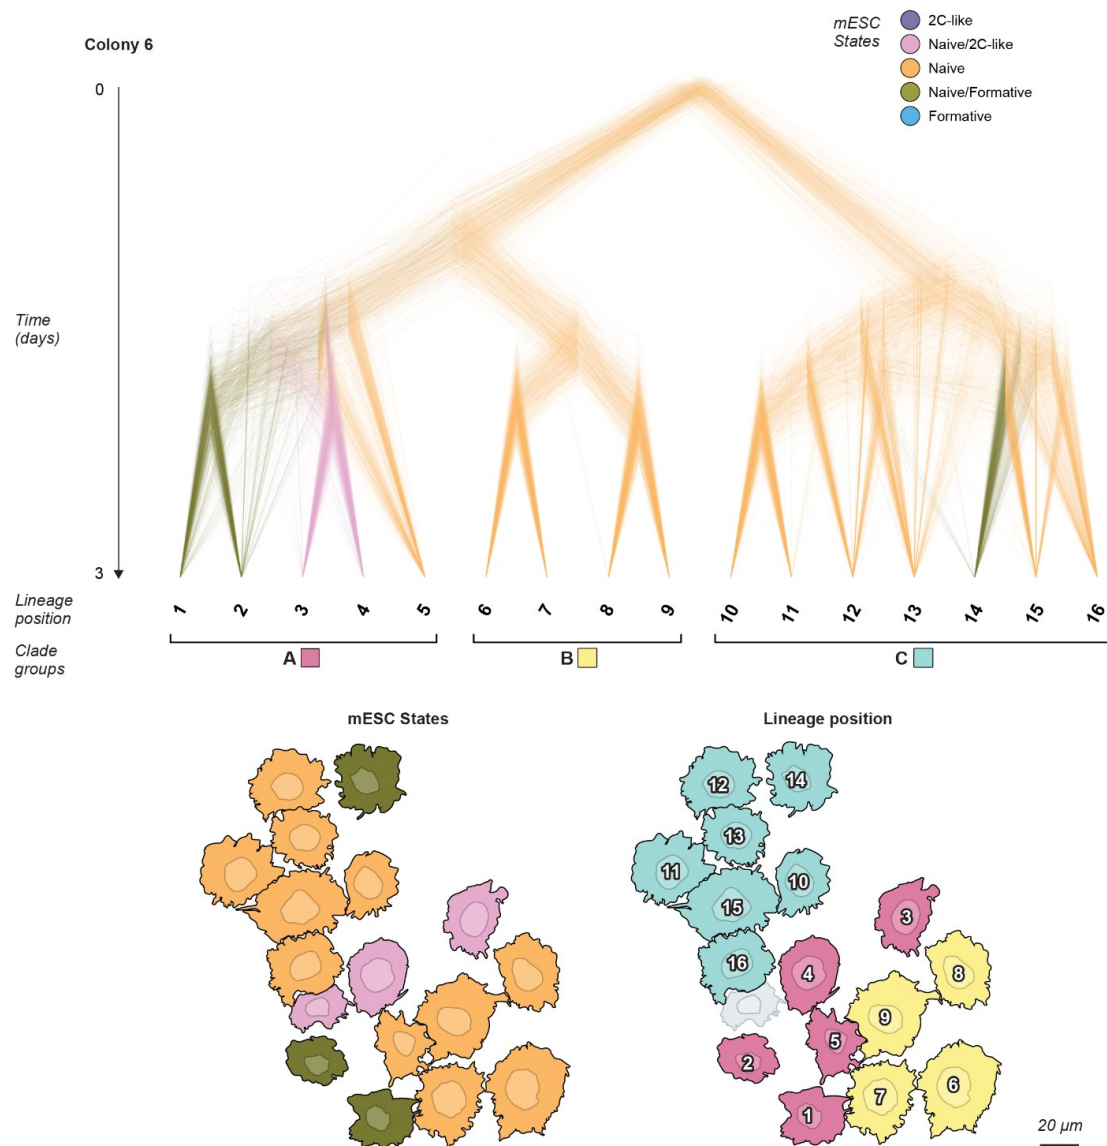 mESC
States
2C-like
Naive/2C-like
Naive
Naive/Formative
Formative
Colony 6
0
Time
(days)
3
Lineage
position
1 2 3 4 5 6 7 8 9 10 11 12 13 14 15 16
Clade
groups
A B C
mESC States
Lineage position
12 14
13
11 10
15
3
16 4 8
9
5
2
6
7
1
20 µm